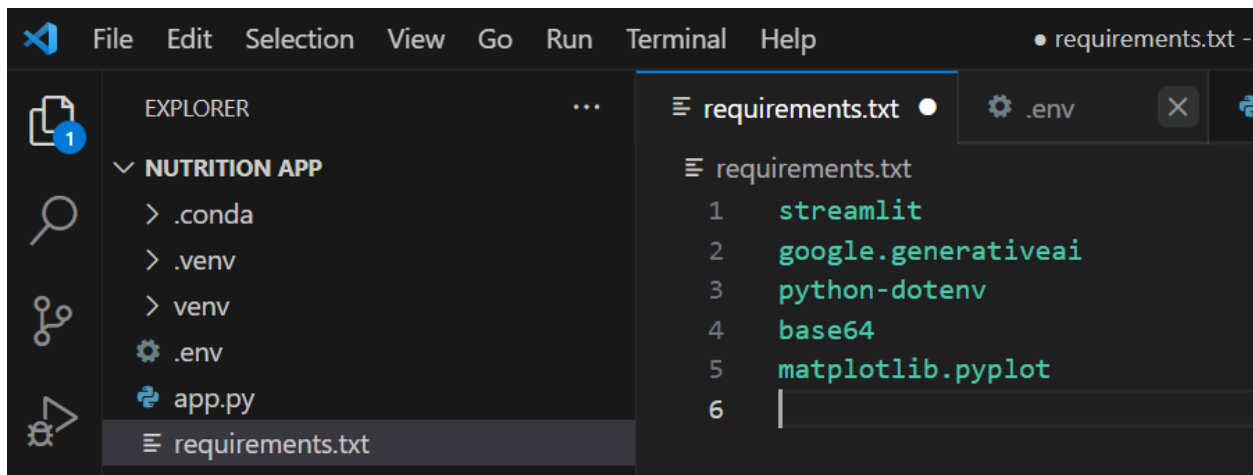 File Edit Selection View Go Run Terminal Help ● requirements.txt -
EXPLORER ···
1
NUTRITION APP
.conda
.venv
venv
.env
app.py
requirements.txt
requirements.txt ● .env
requirements.txt
1 streamlit
2 google.generativeai
3 python-dotenv
4 base64
5 matplotlib.pyplot
6